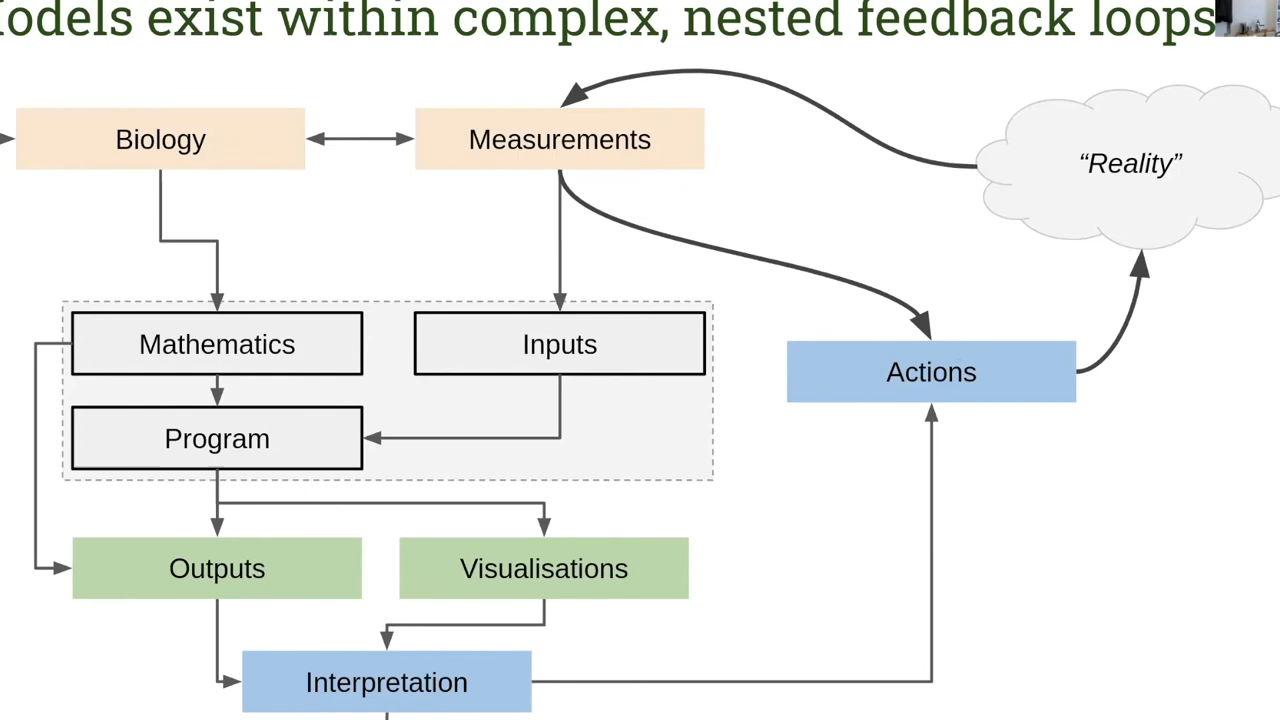 odels exist within complex, nested feedback loops
Biology
Measurements
“Reality”
Mathematics
Inputs
Actions
Program
Outputs
Visualisations
Interpretation